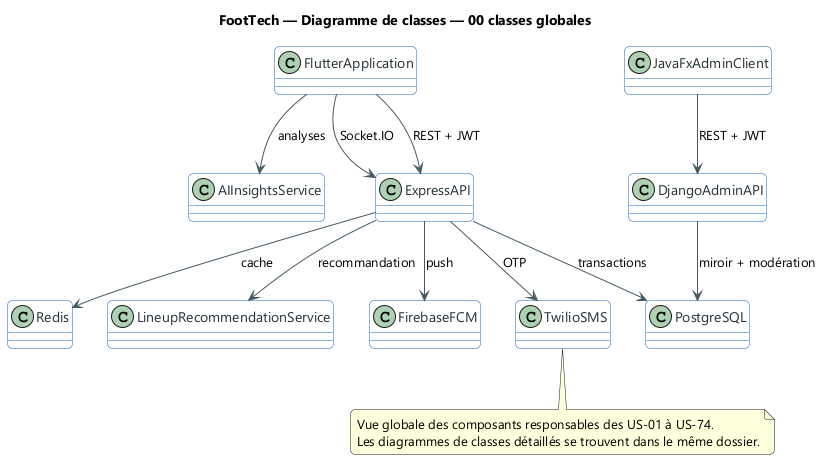 FootTech — Diagramme de classes — 00 classes globales
C FlutterApplication
C JavaFxAdminClient
analyses
Socket.IO
REST + JWT
REST + JWT
C AIInsightsService
C ExpressAPI
C DjangoAdminAPI
cache
recommandation
push
OTP
transactions
miroir + modération
C Redis
C LineupRecommendationService
C FirebaseFCM
C TwilioSMS
C PostgreSQL
Vue globale des composants responsables des US-01 à US-74.
Les diagrammes de classes détaillés se trouvent dans le même dossier.